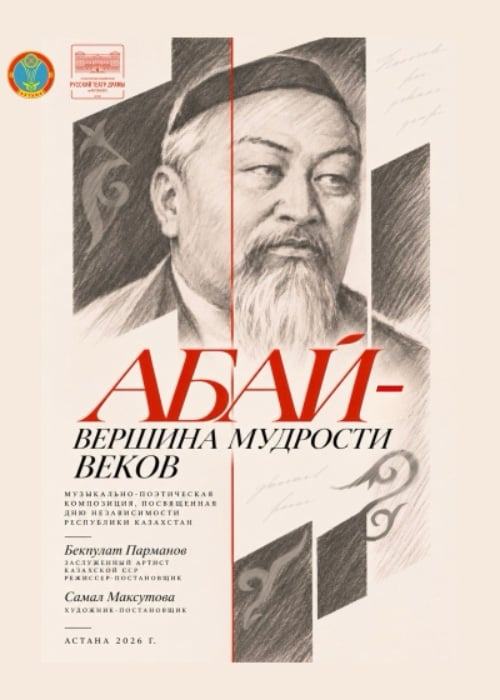 АСТАНА
РУССКИЙ ТЕАТР ДРАМЫ
АБАЙ-
ВЕРШИНА МУДРОСТИ
ВЕКОВ
МУЗЫКАЛЬНО-ПОЭТИЧЕСКАЯ
КОМПОЗИЦИЯ, ПОСВЯЩЕННАЯ
ДНЮ НЕЗАВИСИМОСТИ
РЕСПУБЛИКИ КАЗАХСТАН
Бекпулат Парманов
ЗАСЛУЖЕННЫЙ АРТИСТ
КАЗАХСКОЙ ССР
РЕЖИССЕР-ПОСТАНОВЩИК
Самал Максутова
ХУДОЖНИК-ПОСТАНОВЩИК
АСТАНА 2026 Г.